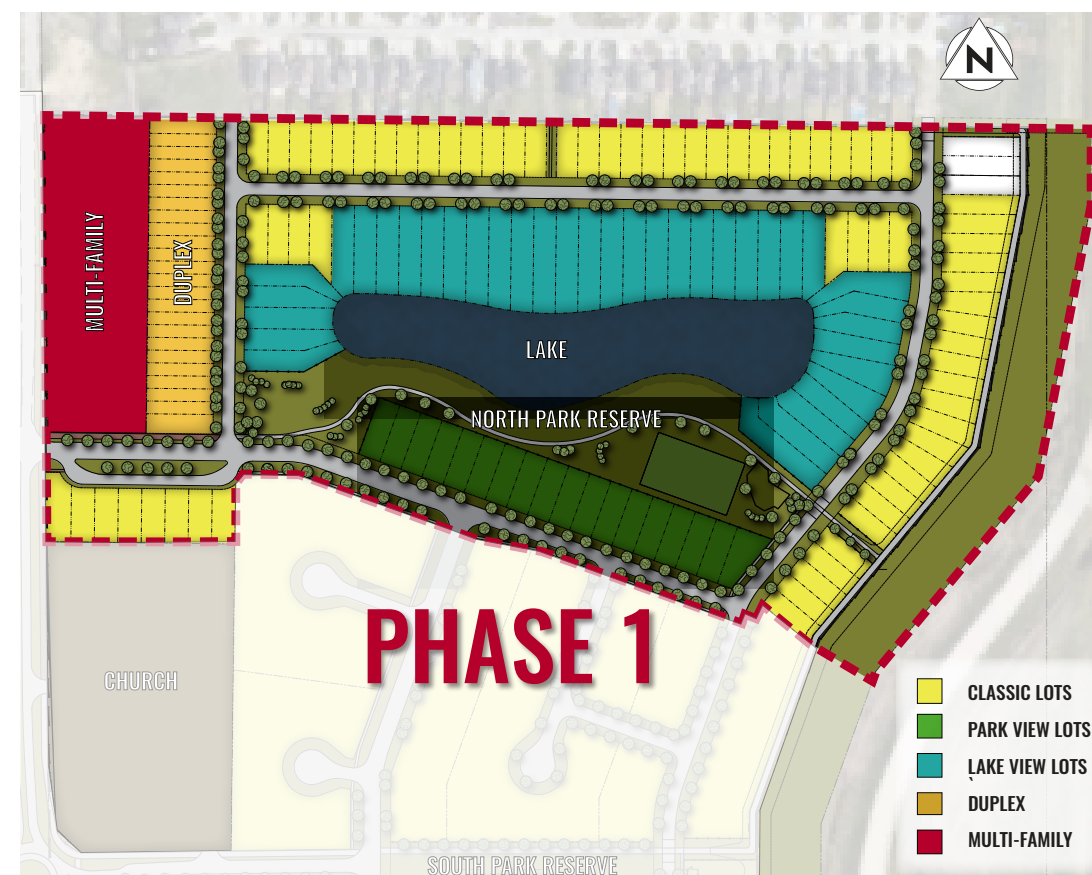 N
MULTI-FAMILY
DUPLEX
LAKE
NORTH PARK RESERVE
PHASE 1
CHURCH
SOUTH PARK RESERVE
CLASSIC LOTS
PARK VIEW LOTS
LAKE VIEW LOTS
`
DUPLEX
MULTI-FAMILY